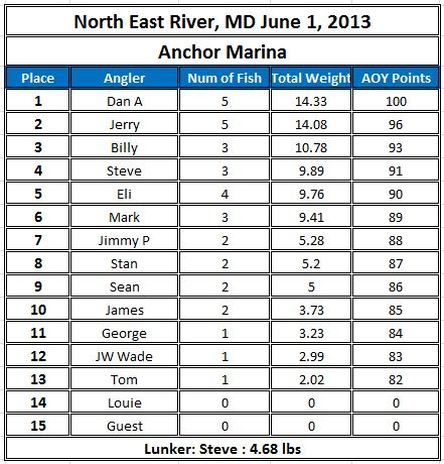 North East River, MD June 1, 2013
Anchor Marina
Place Angler Num of Fish Total Weight AOY Points
1 Dan A 5 14.33 100
2 Jerry 5 14.08 96
3 Billy 3 10.78 93
4 Steve 3 9.89 91
5 Eli 4 9.76 90
6 Mark 3 9.41 89
7 Jimmy P 2 5.28 88
8 Stan 2 5.2 87
9 Sean 2 5 86
10 James 2 3.73 85
11 George 1 3.23 84
12 JW Wade 1 2.99 83
13 Tom 1 2.02 82
14 Louie 0 0 0
15 Guest 0 0 0
Lunker: Steve : 4.68 lbs